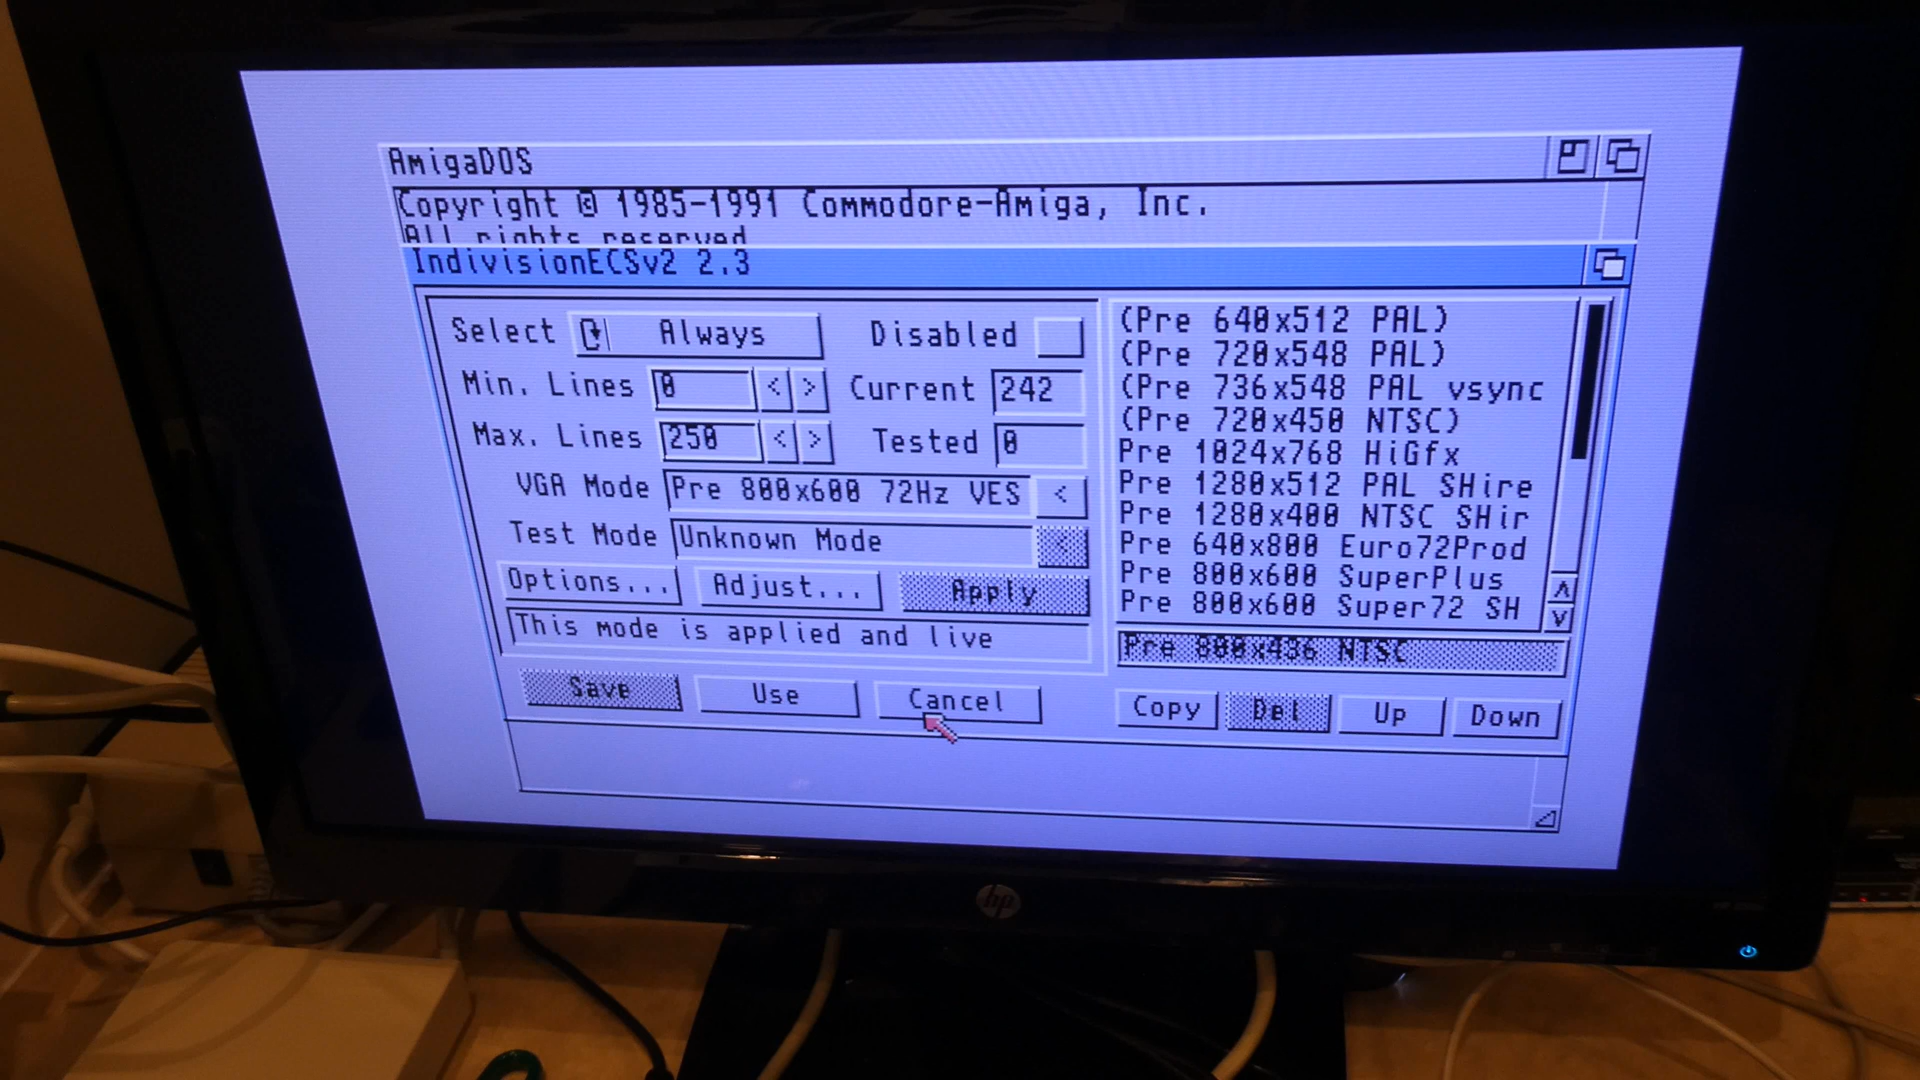 AmigaDOS
Copyright © 1985-1991 Commodore-Amiga, Inc.
All rights reserved
IndivisionECSv2 2.3
Select Always Disabled
Min. Lines 0 < > Current 242
Max. Lines 250 < > Tested 0
VGA Mode Pre 800x600 72Hz VES <
Test Mode Unknown Mode <
Options... Adjust... Apply
This mode is applied and live
Save Use Cancel
(Pre 640x512 PAL)
(Pre 720x548 PAL)
(Pre 736x548 PAL vsync
(Pre 720x450 NTSC)
Pre 1024x768 HiGfx
Pre 1280x512 PAL SHire
Pre 1280x400 NTSC SHir
Pre 640x800 Euro72Prod
Pre 800x600 SuperPlus
Pre 800x600 Super72 SH
Pre 800x436 NTSC
Copy Del Up Down
hp